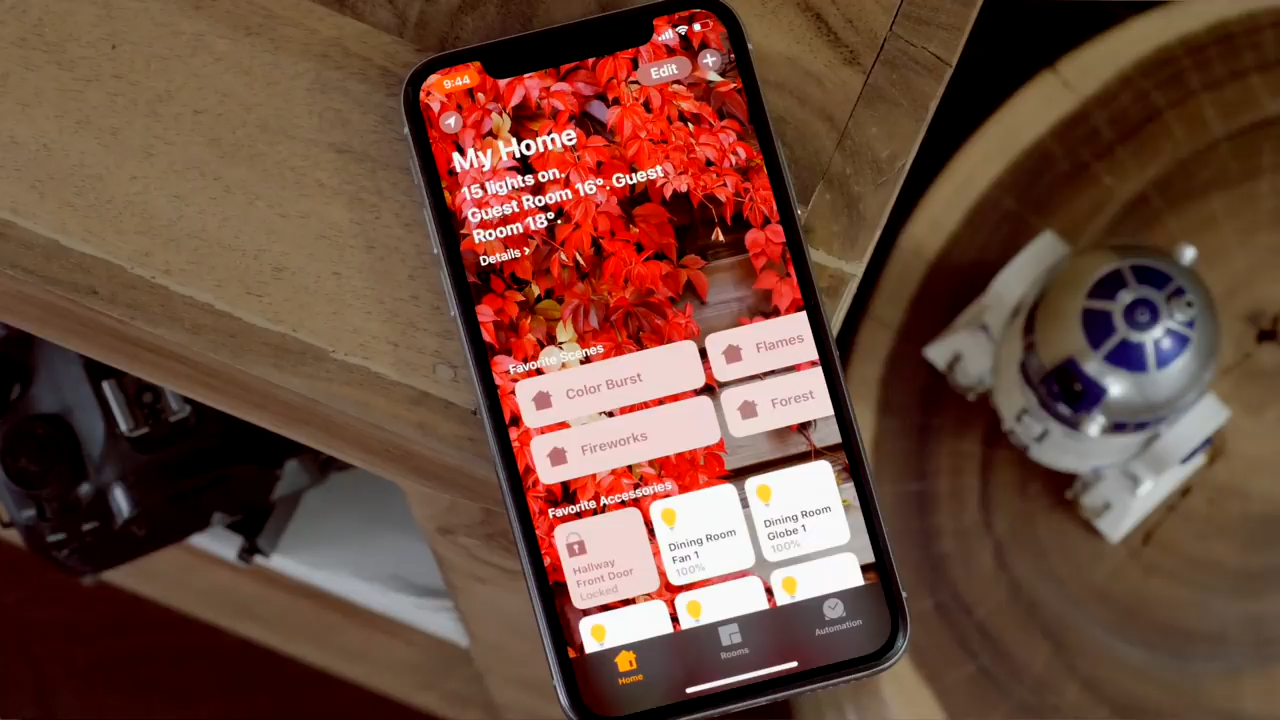 9:44
Edit
My Home
15 lights on.
Guest Room 16°. Guest
Room 18°.
Details ›
Favorite Scenes
Color Burst
Flames
Fireworks
Forest
Favorite Accessories
Hallway
Front Door
Locked
Dining Room
Fan 1
100%
Dining Room
Globe 1
100%
Home
Rooms
Automation